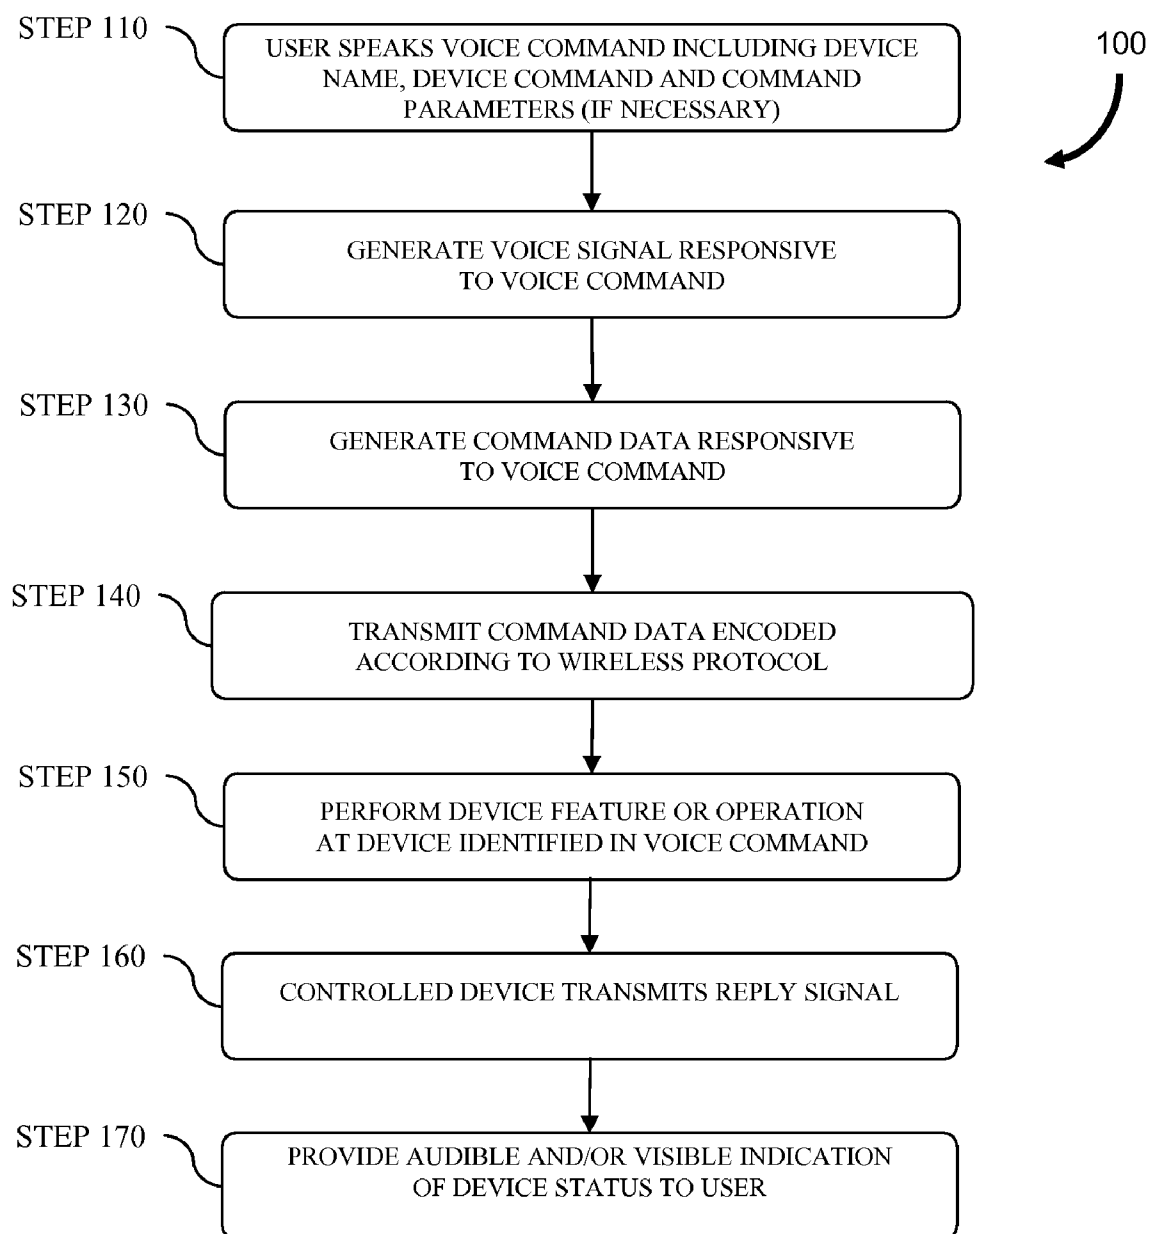 STEP 110
USER SPEAKS VOICE COMMAND INCLUDING DEVICE
NAME, DEVICE COMMAND AND COMMAND
PARAMETERS (IF NECESSARY)
100
STEP 120
GENERATE VOICE SIGNAL RESPONSIVE
TO VOICE COMMAND
STEP 130
GENERATE COMMAND DATA RESPONSIVE
TO VOICE COMMAND
STEP 140
TRANSMIT COMMAND DATA ENCODED
ACCORDING TO WIRELESS PROTOCOL
STEP 150
PERFORM DEVICE FEATURE OR OPERATION
AT DEVICE IDENTIFIED IN VOICE COMMAND
STEP 160
CONTROLLED DEVICE TRANSMITS REPLY SIGNAL
STEP 170
PROVIDE AUDIBLE AND/OR VISIBLE INDICATION
OF DEVICE STATUS TO USER